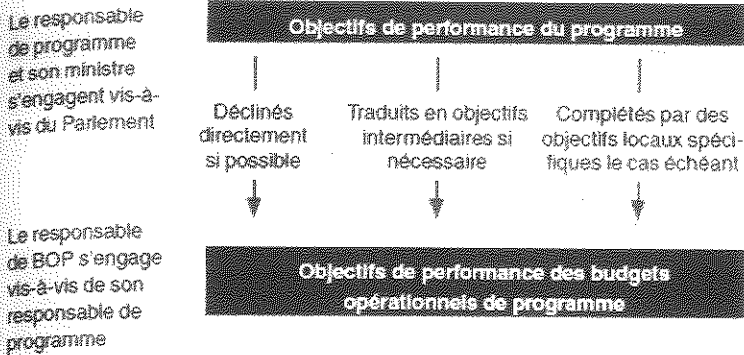 Le responsable
de programme
et son ministre
s'engagent vis-à-
vis du Parlement
Objectifs de performance du programme
Déclinés
directement
si possible
Traduits en objectifs
intermédiaires si
nécessaire
Complétés par des
objectifs locaux spéci-
fiques le cas échéant
Le responsable
de BOP s'engage
vis-à-vis de son
responsable de
programme
Objectifs de performance des budgets
opérationnels de programme